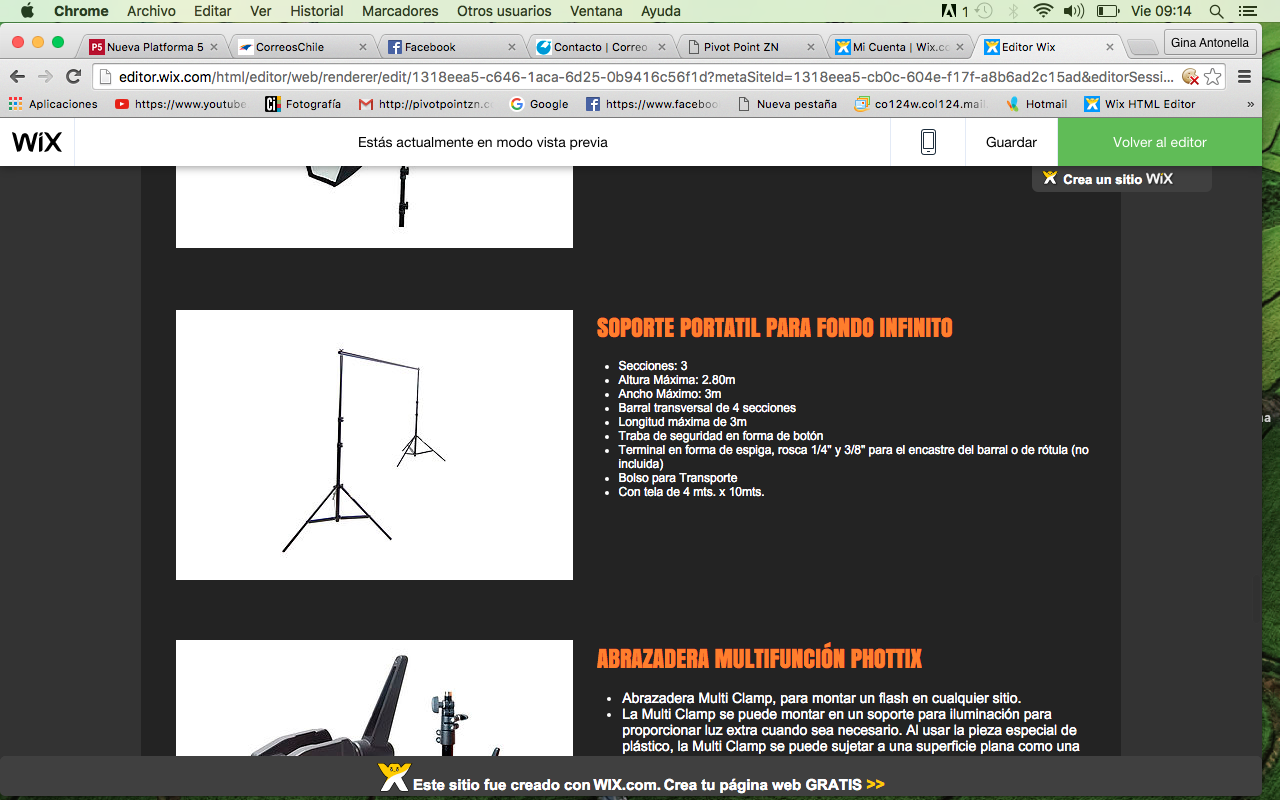 Chrome Archivo Editar Ver Historial Marcadores Otros usuarios Ventana Ayuda 1 Vie 09:14
P5 Nueva Platforma 5 CorreosChile Facebook Contacto | Correo Pivot Point ZN Mi Cuenta | Wix.co Editor Wix Gina Antonella
editor.wix.com/html/editor/web/renderer/edit/1318eea5-c646-1aca-6d25-0b9416c56f1d?metaSiteId=1318eea5-cb0c-604e-f17f-a8b6ad2c15ad&editorSessi...
Aplicaciones https://www.youtube Fotografía http://pivotpointzn.c Google https://www.faceboo Nueva pestaña co124w.col124.mail. Hotmail Wix HTML Editor »
WiX Estás actualmente en modo vista previa Guardar Volver al editor
Crea un sitio WiX
SOPORTE PORTATIL PARA FONDO INFINITO
• Secciones: 3
• Altura Máxima: 2.80m
• Ancho Máximo: 3m
• Barral transversal de 4 secciones
• Longitud máxima de 3m
• Traba de seguridad en forma de botón
• Terminal en forma de espiga, rosca 1/4" y 3/8" para el encastre del barral o de rótula (no
incluida)
• Bolso para Transporte
• Con tela de 4 mts. x 10mts.
ABRAZADERA MULTIFUNCIÓN PHOTTIX
• Abrazadera Multi Clamp, para montar un flash en cualquier sitio.
• La Multi Clamp se puede montar en un soporte para iluminación para
proporcionar luz extra cuando sea necesario. Al usar la pieza especial de
plástico, la Multi Clamp se puede sujetar a una superficie plana como una
Este sitio fue creado con WIX.com. Crea tu página web GRATIS >>